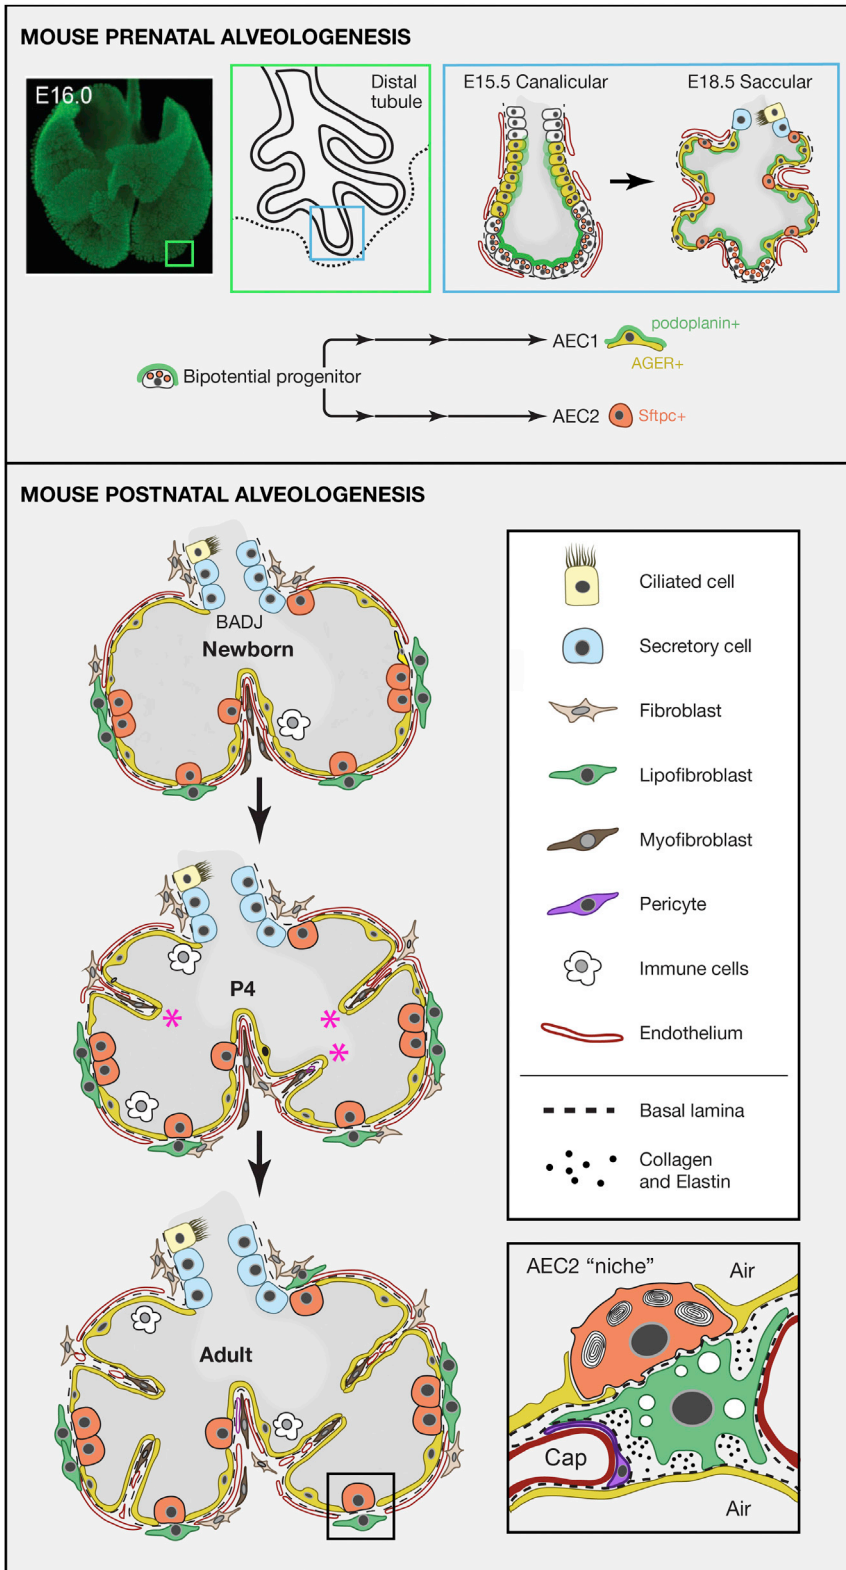 MOUSE PRENATAL ALVEOLOGENESIS
E16.0
Distal
tubule
E15.5 Canalicular
E18.5 Saccular
Bipotential progenitor
AEC1
podoplanin+
AGER+
AEC2
Sftpc+
MOUSE POSTNATAL ALVEOLOGENESIS
BADJ
Newborn
P4
*
*
*
Adult
Ciliated cell
Secretory cell
Fibroblast
Lipofibroblast
Myofibroblast
Pericyte
Immune cells
Endothelium
Basal lamina
Collagen
and Elastin
AEC2 “niche”
Air
Cap
Air